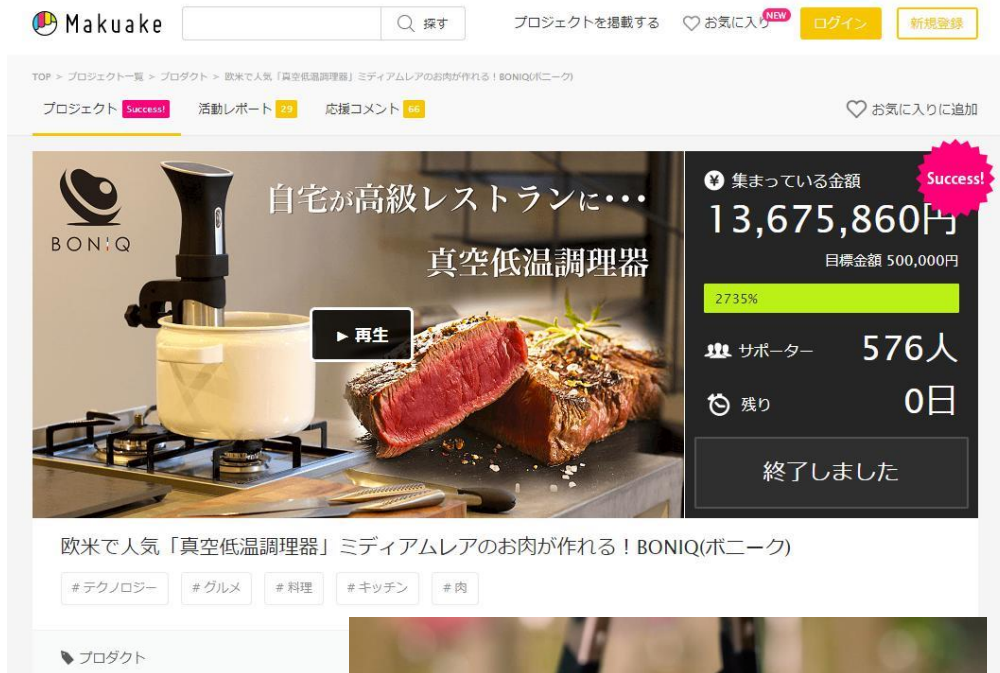 Makuake
探す
プロジェクトを掲載する
お気に入り
NEW
ログイン
新規登録
TOP > プロジェクト一覧 > プロダクト > 欧米で人気「真空低温調理器」ミディアムレアのお肉が作れる！BONIQ(ボニーク)
プロジェクト Success!
活動レポート 29
応援コメント 66
お気に入りに追加
BONIQ
自宅が高級レストランに・・・
真空低温調理器
再生
Success!
¥ 集まっている金額
13,675,860円
目標金額 500,000円
2735%
サポーター 576人
残り 0日
終了しました
欧米で人気「真空低温調理器」ミディアムレアのお肉が作れる！BONIQ(ボニーク)
#テクノロジー #グルメ #料理 #キッチン #肉
プロダクト